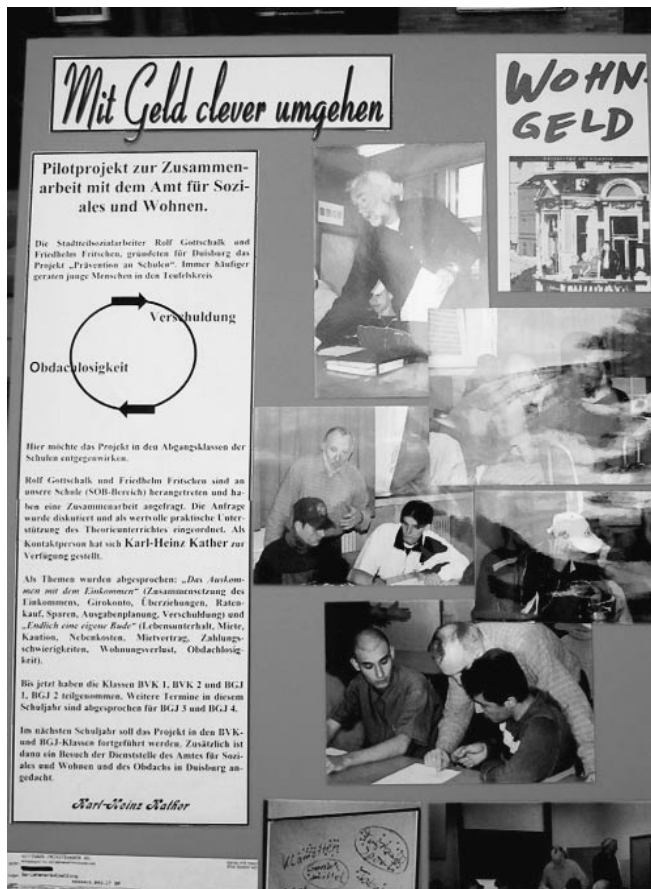 Mit Geld clever umgehen
WOHN-
GELD
Pilotprojekt zur Zusammen-
arbeit mit dem Amt für Sozi-
ales und Wohnen.
Die Stadtteilsozialarbeiter Rolf Gottschalk und
Friedhelm Fritschen, gründeten für Duisburg das
Projekt „Prävention an Schulen“. Immer häufiger
geraten junge Menschen in den Teufelskreis
Verschuldung
Obdachlosigkeit
Hier möchte das Projekt in den Abgangsklassen der
Schulen entgegenwirken.
Rolf Gottschalk und Friedhelm Fritschen sind an
unsere Schule (SOB-Bereich) herangetreten und ha-
ben eine Zusammenarbeit angefragt. Die Anfrage
wurde diskutiert und als wertvolle praktische Unter-
stützung des Theorieunterrichtes eingeordnet. Als
Kontaktperson hat sich Karl-Heinz Kather zur
Verfügung gestellt.
Als Themen wurden abgesprochen: „Das Auskom-
men mit dem Einkommen“ (Zusammensetzung des
Einkommens, Girokonto, Überziehungen, Raten-
kauf, Sparen, Ausgabenplanung, Verschuldung) und
„Endlich eine eigene Bude“ (Lebensunterhalt, Miete,
Kaution, Nebenkosten, Mietvertrag, Zahlungs-
schwierigkeiten, Wohnungsverlust, Obdachlosig-
keit).
Bis jetzt haben die Klassen BVK 1, BVK 2 und BGJ
1, BGJ 2 teilgenommen. Weitere Termine in diesem
Schuljahr sind abgesprochen für BGJ 3 und BGJ 4.
Im nächsten Schuljahr soll das Projekt in den BVK-
und BGJ-Klassen fortgeführt werden. Zusätzlich ist
dann ein Besuch der Dienststelle des Amtes für Sozi-
ales und Wohnen und des Obdachs in Duisburg an-
gedacht.
Karl-Heinz Kather